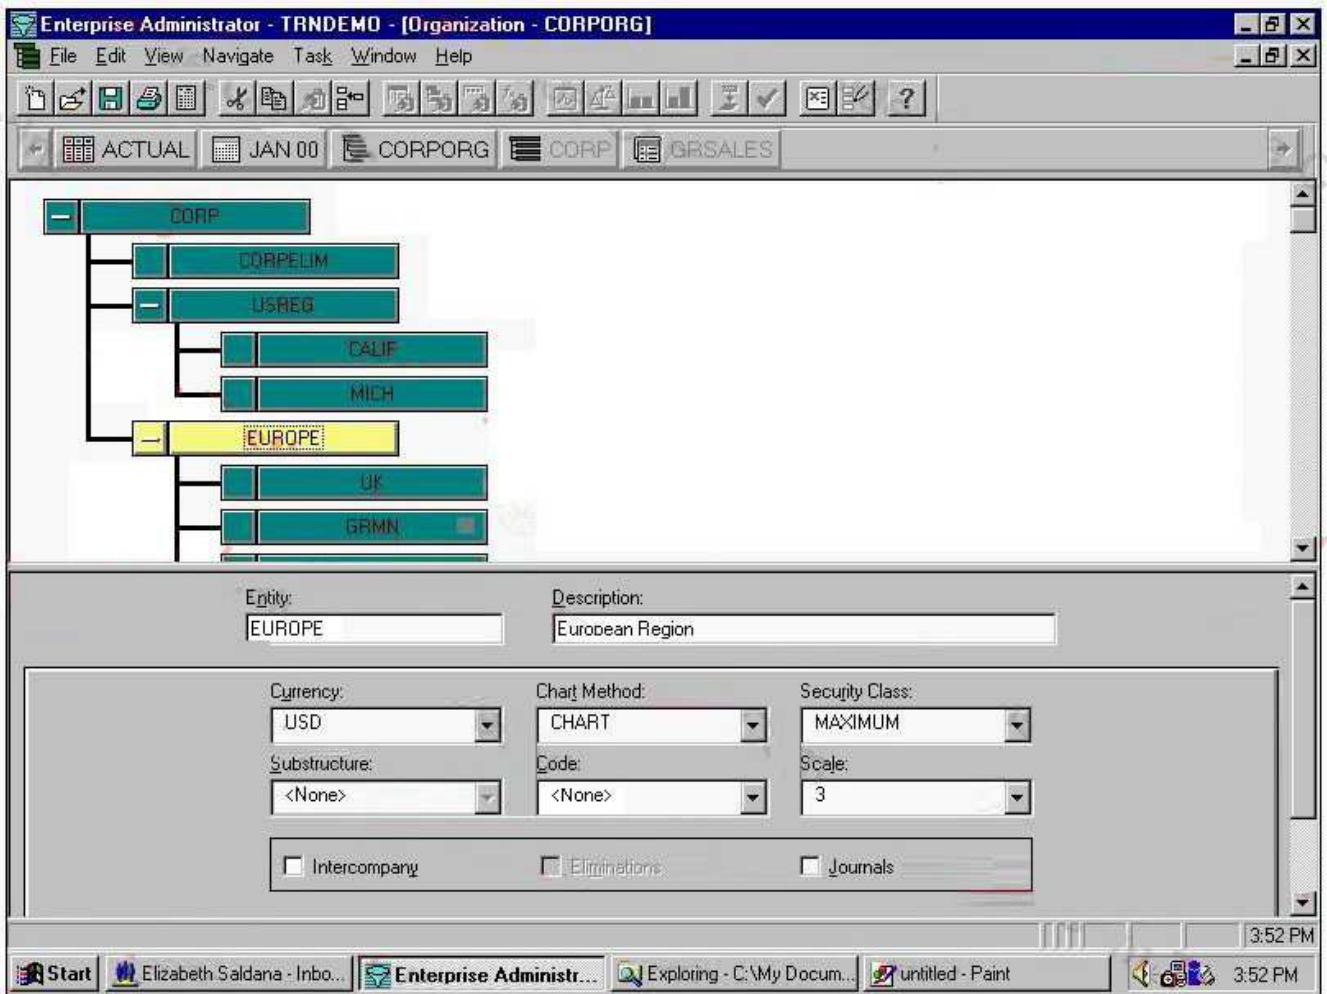 Enterprise Administrator - TRNDEMO - [Organization - CORPORG]
File Edit View Navigate Task Window Help
ACTUAL JAN 00 CORPORG CORP GRSALES
CORP
CORPELIM
USREG
CALIF
MICH
EUROPE
UK
GRMN
Entity: Description:
EUROPE European Region
Currency: Chart Method: Security Class:
USD CHART MAXIMUM
Substructure: Code: Scale:
<None> <None> 3
Intercompany Eliminations Journals
3:52 PM
Start Elizabeth Saldana - Inbo... Enterprise Administr... Exploring - C:\My Docum... untitled - Paint 3:52 PM